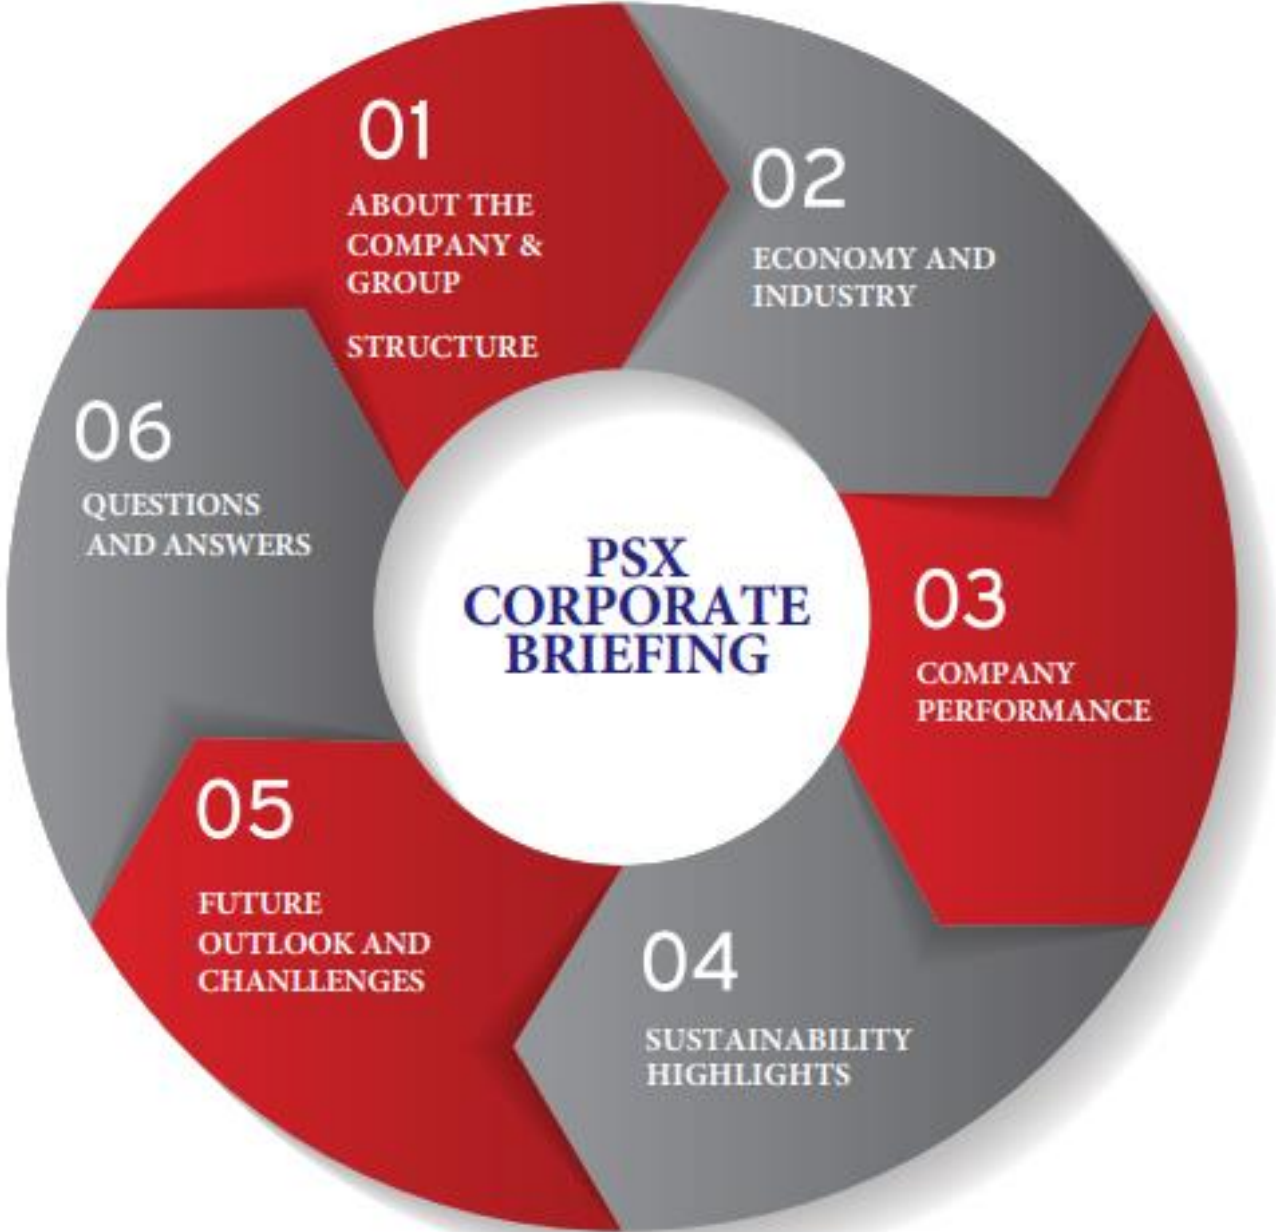 01
ABOUT THE
COMPANY &
GROUP
STRUCTURE
02
ECONOMY AND
INDUSTRY
03
COMPANY
PERFORMANCE
04
SUSTAINABILITY
HIGHLIGHTS
05
FUTURE
OUTLOOK AND
CHANLLENGES
06
QUESTIONS
AND ANSWERS
PSX
CORPORATE
BRIEFING